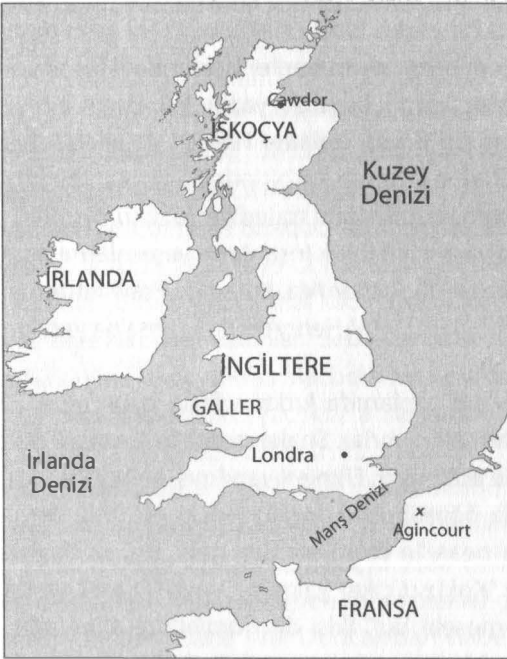 Cawdor
İSKOÇYA
Kuzey
Denizi
İRLANDA
İNGİLTERE
GALLER
Londra
İrlanda
Denizi
Manş Denizi
Agincourt
FRANSA